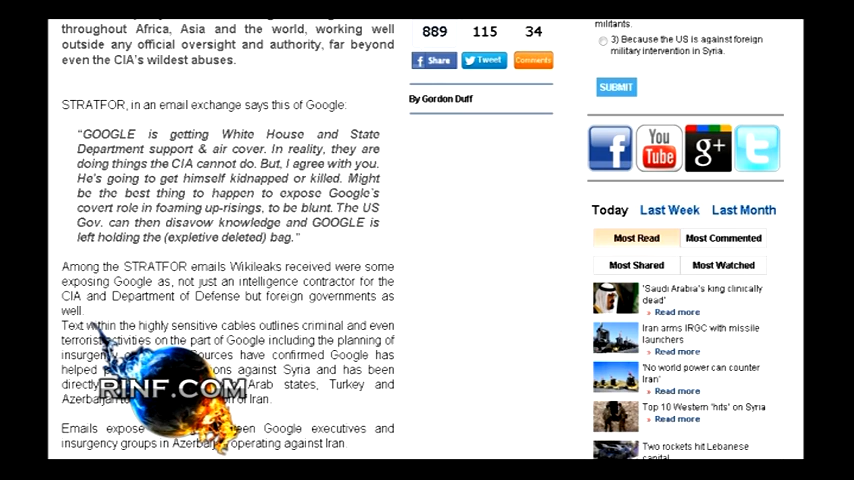 throughout Africa, Asia and the world, working well
outside any official oversight and authority, far beyond
even the CIA's wildest abuses.
STRATFOR, in an email exchange says this of Google:
"GOOGLE is getting White House and State
Department support & air cover. In reality, they are
doing things the CIA cannot do. But, I agree with you.
He's going to get himself kidnapped or killed. Might
be the best thing to happen to expose Google's
covert role in foaming up-risings, to be blunt. The US
Gov. can then disavow knowledge and GOOGLE is
left holding the (expletive deleted) bag."
Among the STRATFOR emails Wikileaks received were some
exposing Google as, not just an intelligence contractor for the
CIA and Department of Defense but foreign governments as
well.
Text within the highly sensitive cables outlines criminal and even
terrorist activities on the part of Google including the planning of
insurgency Sources have confirmed Google has
helped ons against Syria and has been
directly Arab states, Turkey and
Azerbaijan to of Iran.
Emails expose een Google executives and
insurgency groups in Azerbaijan operating against Iran.
RINF.COM
889 115 34
Share Tweet Comments
By Gordon Duff
militants.
3) Because the US is against foreign
military intervention in Syria.
SUBMIT
f You Tube g+ t
Today Last Week Last Month
Most Read Most Commented
Most Shared Most Watched
'Saudi Arabia's king clinically
dead'
» Read more
Iran arms IRGC with missile
launchers
» Read more
'No world power can counter
Iran'
» Read more
Top 10 Western 'hits' on Syria
» Read more
Two rockets hit Lebanese
capital